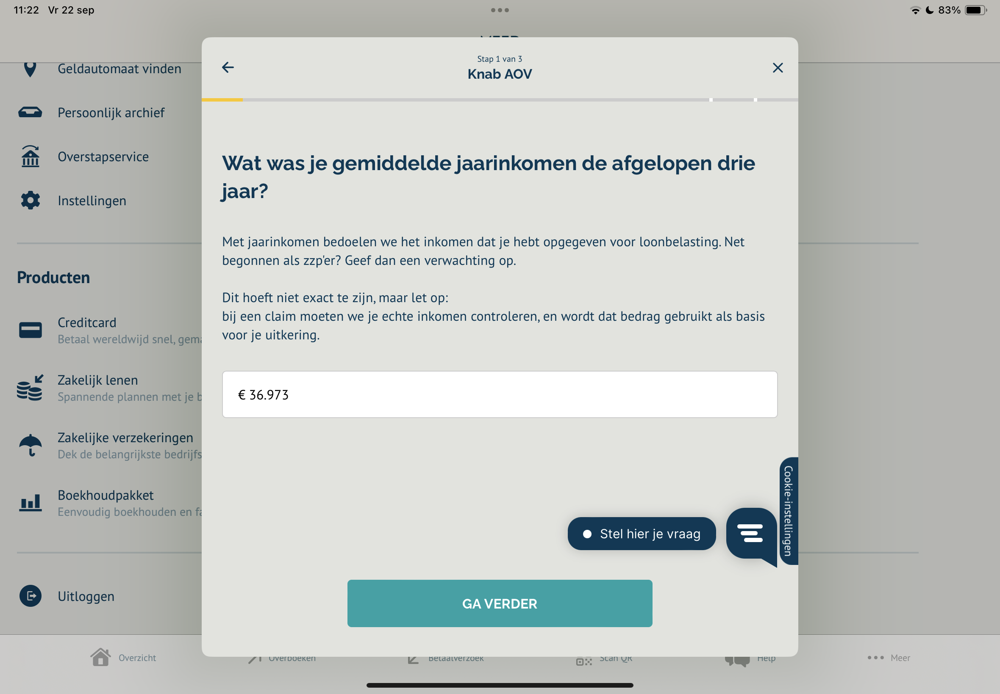 11:22 Vr 22 sep
83%
Geldautomaat vinden
Persoonlijk archief
Overstapservice
Instellingen
Producten
Creditcard
Betaal wereldwijd snel,
Zakelijk lenen
Spannende plannen met je
Zakelijke verzekeringen
Dek de belangrijkste
Boekhoudpakket
Eenvoudig boekhouden en
Uitloggen
Stap 1 van 3
Knab AOV
Wat was je gemiddelde jaarinkomen de afgelopen drie
jaar?
Met jaarinkomen bedoelen we het inkomen dat je hebt opgegeven voor loonbelasting. Net
begonnen als zzp'er? Geef dan een verwachting op.
Dit hoeft niet exact te zijn, maar let op:
bij een claim moeten we je echte inkomen controleren, en wordt dat bedrag gebruikt als basis
voor je uitkering.
€ 36.973
Cookie-instellingen
Stel hier je vraag
GA VERDER
Overzicht
Overboeken
Betaalverzoek
Scan QR
Help
Meer